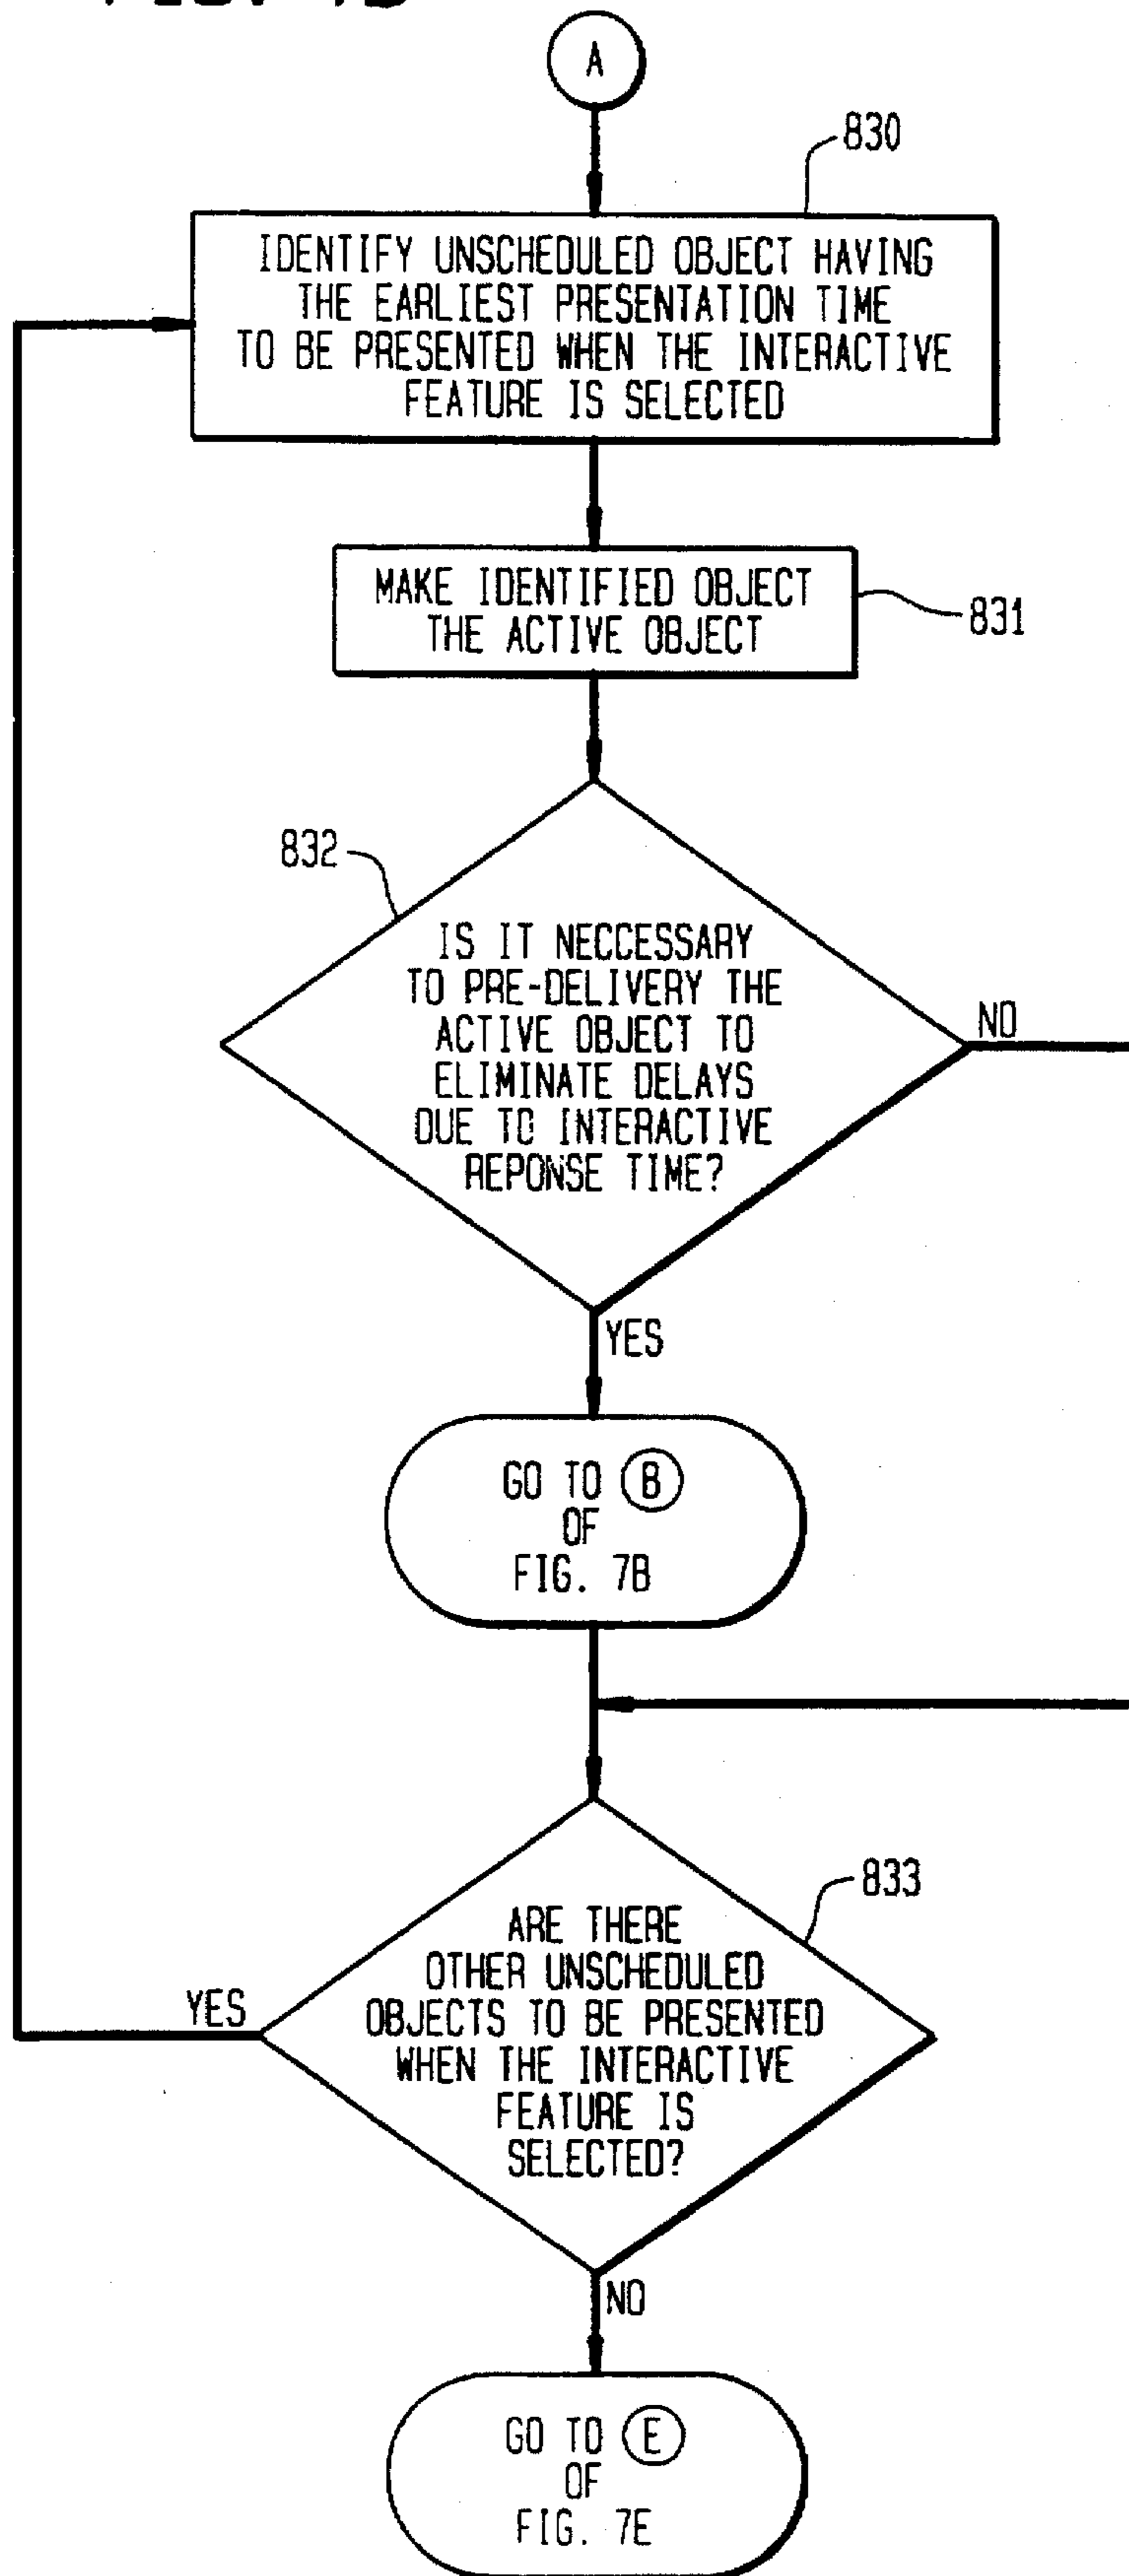 A
830
IDENTIFY UNSCHEDULED OBJECT HAVING
THE EARLIEST PRESENTATION TIME
TO BE PRESENTED WHEN THE INTERACTIVE
FEATURE IS SELECTED
MAKE IDENTIFIED OBJECT
THE ACTIVE OBJECT
831
832
IS IT NECCESSARY
TO PRE-DELIVERY THE
ACTIVE OBJECT TO
ELIMINATE DELAYS
DUE TO INTERACTIVE
REPONSE TIME?
NO
YES
GO TO B
OF
FIG. 7B
833
ARE THERE
OTHER UNSCHEDULED
OBJECTS TO BE PRESENTED
WHEN THE INTERACTIVE
FEATURE IS
SELECTED?
YES
NO
GO TO E
OF
FIG. 7E